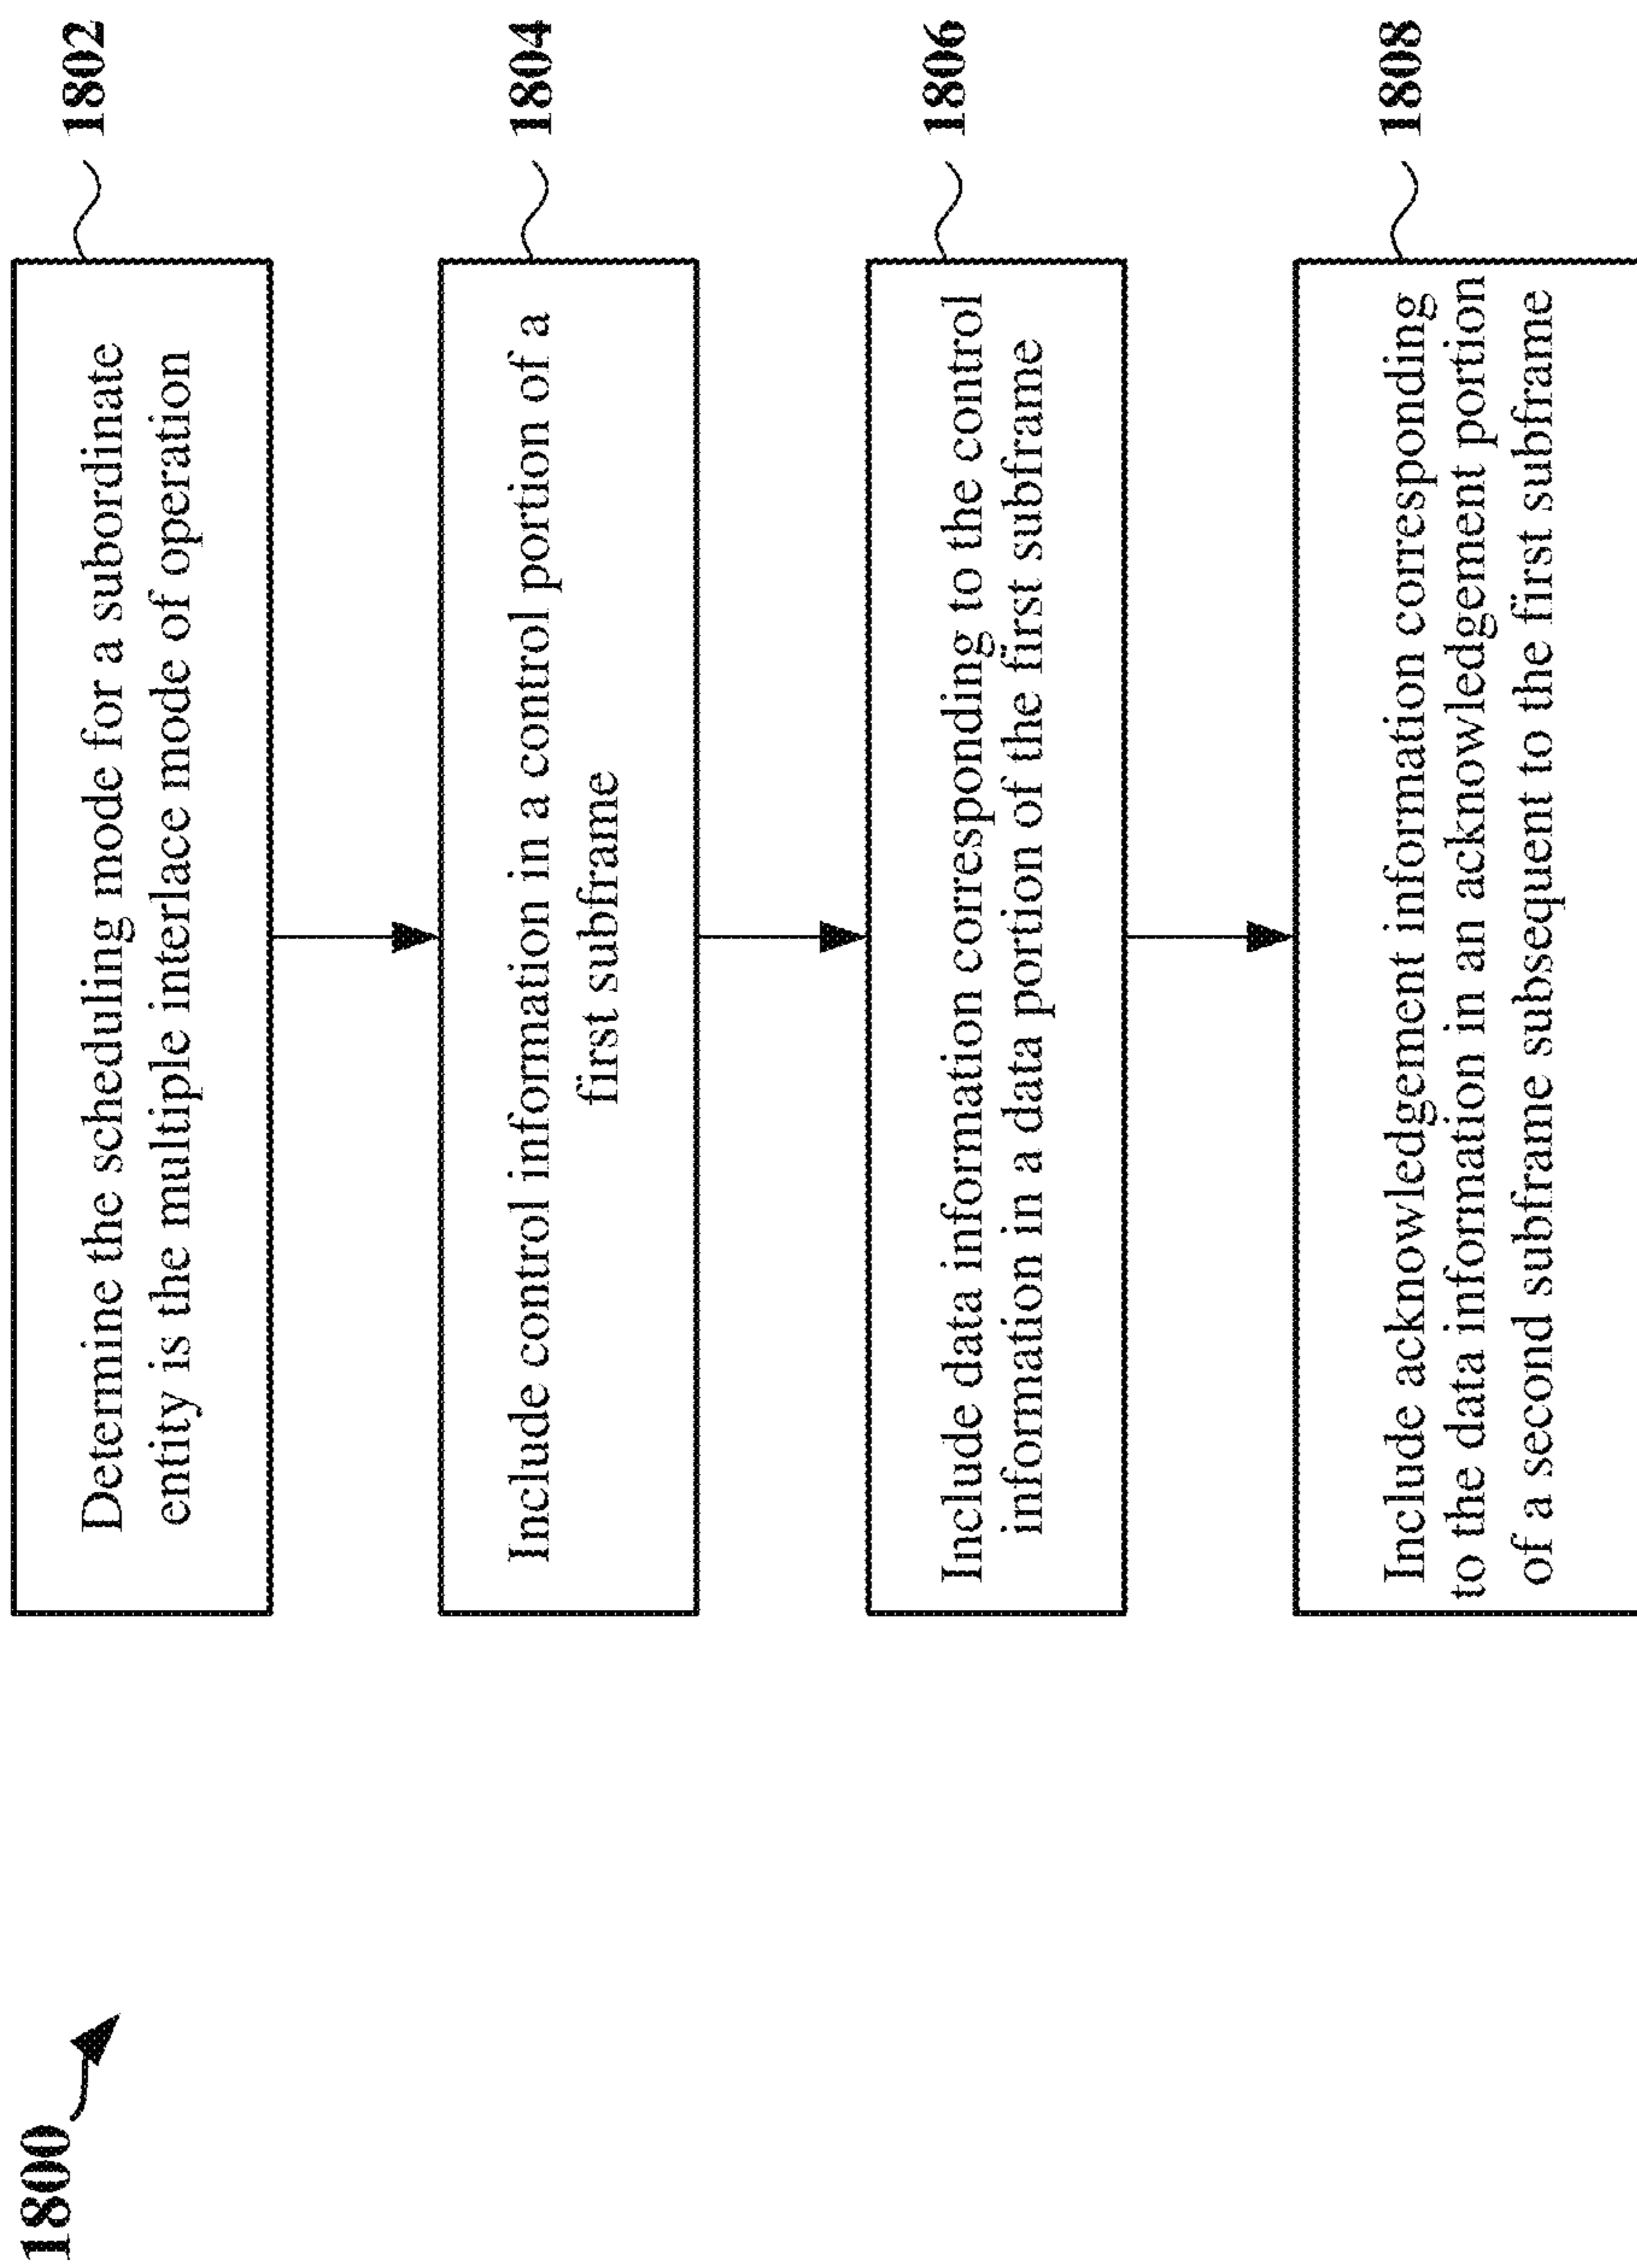 1800
Determine the scheduling mode for a subordinate
entity is the multiple interlace mode of operation
1802
Include control information in a control portion of a
first subframe
1804
Include data information corresponding to the control
information in a data portion of the first subframe
1806
Include acknowledgement information corresponding
to the data information in an acknowledgement portion
of a second subframe subsequent to the first subframe
1808